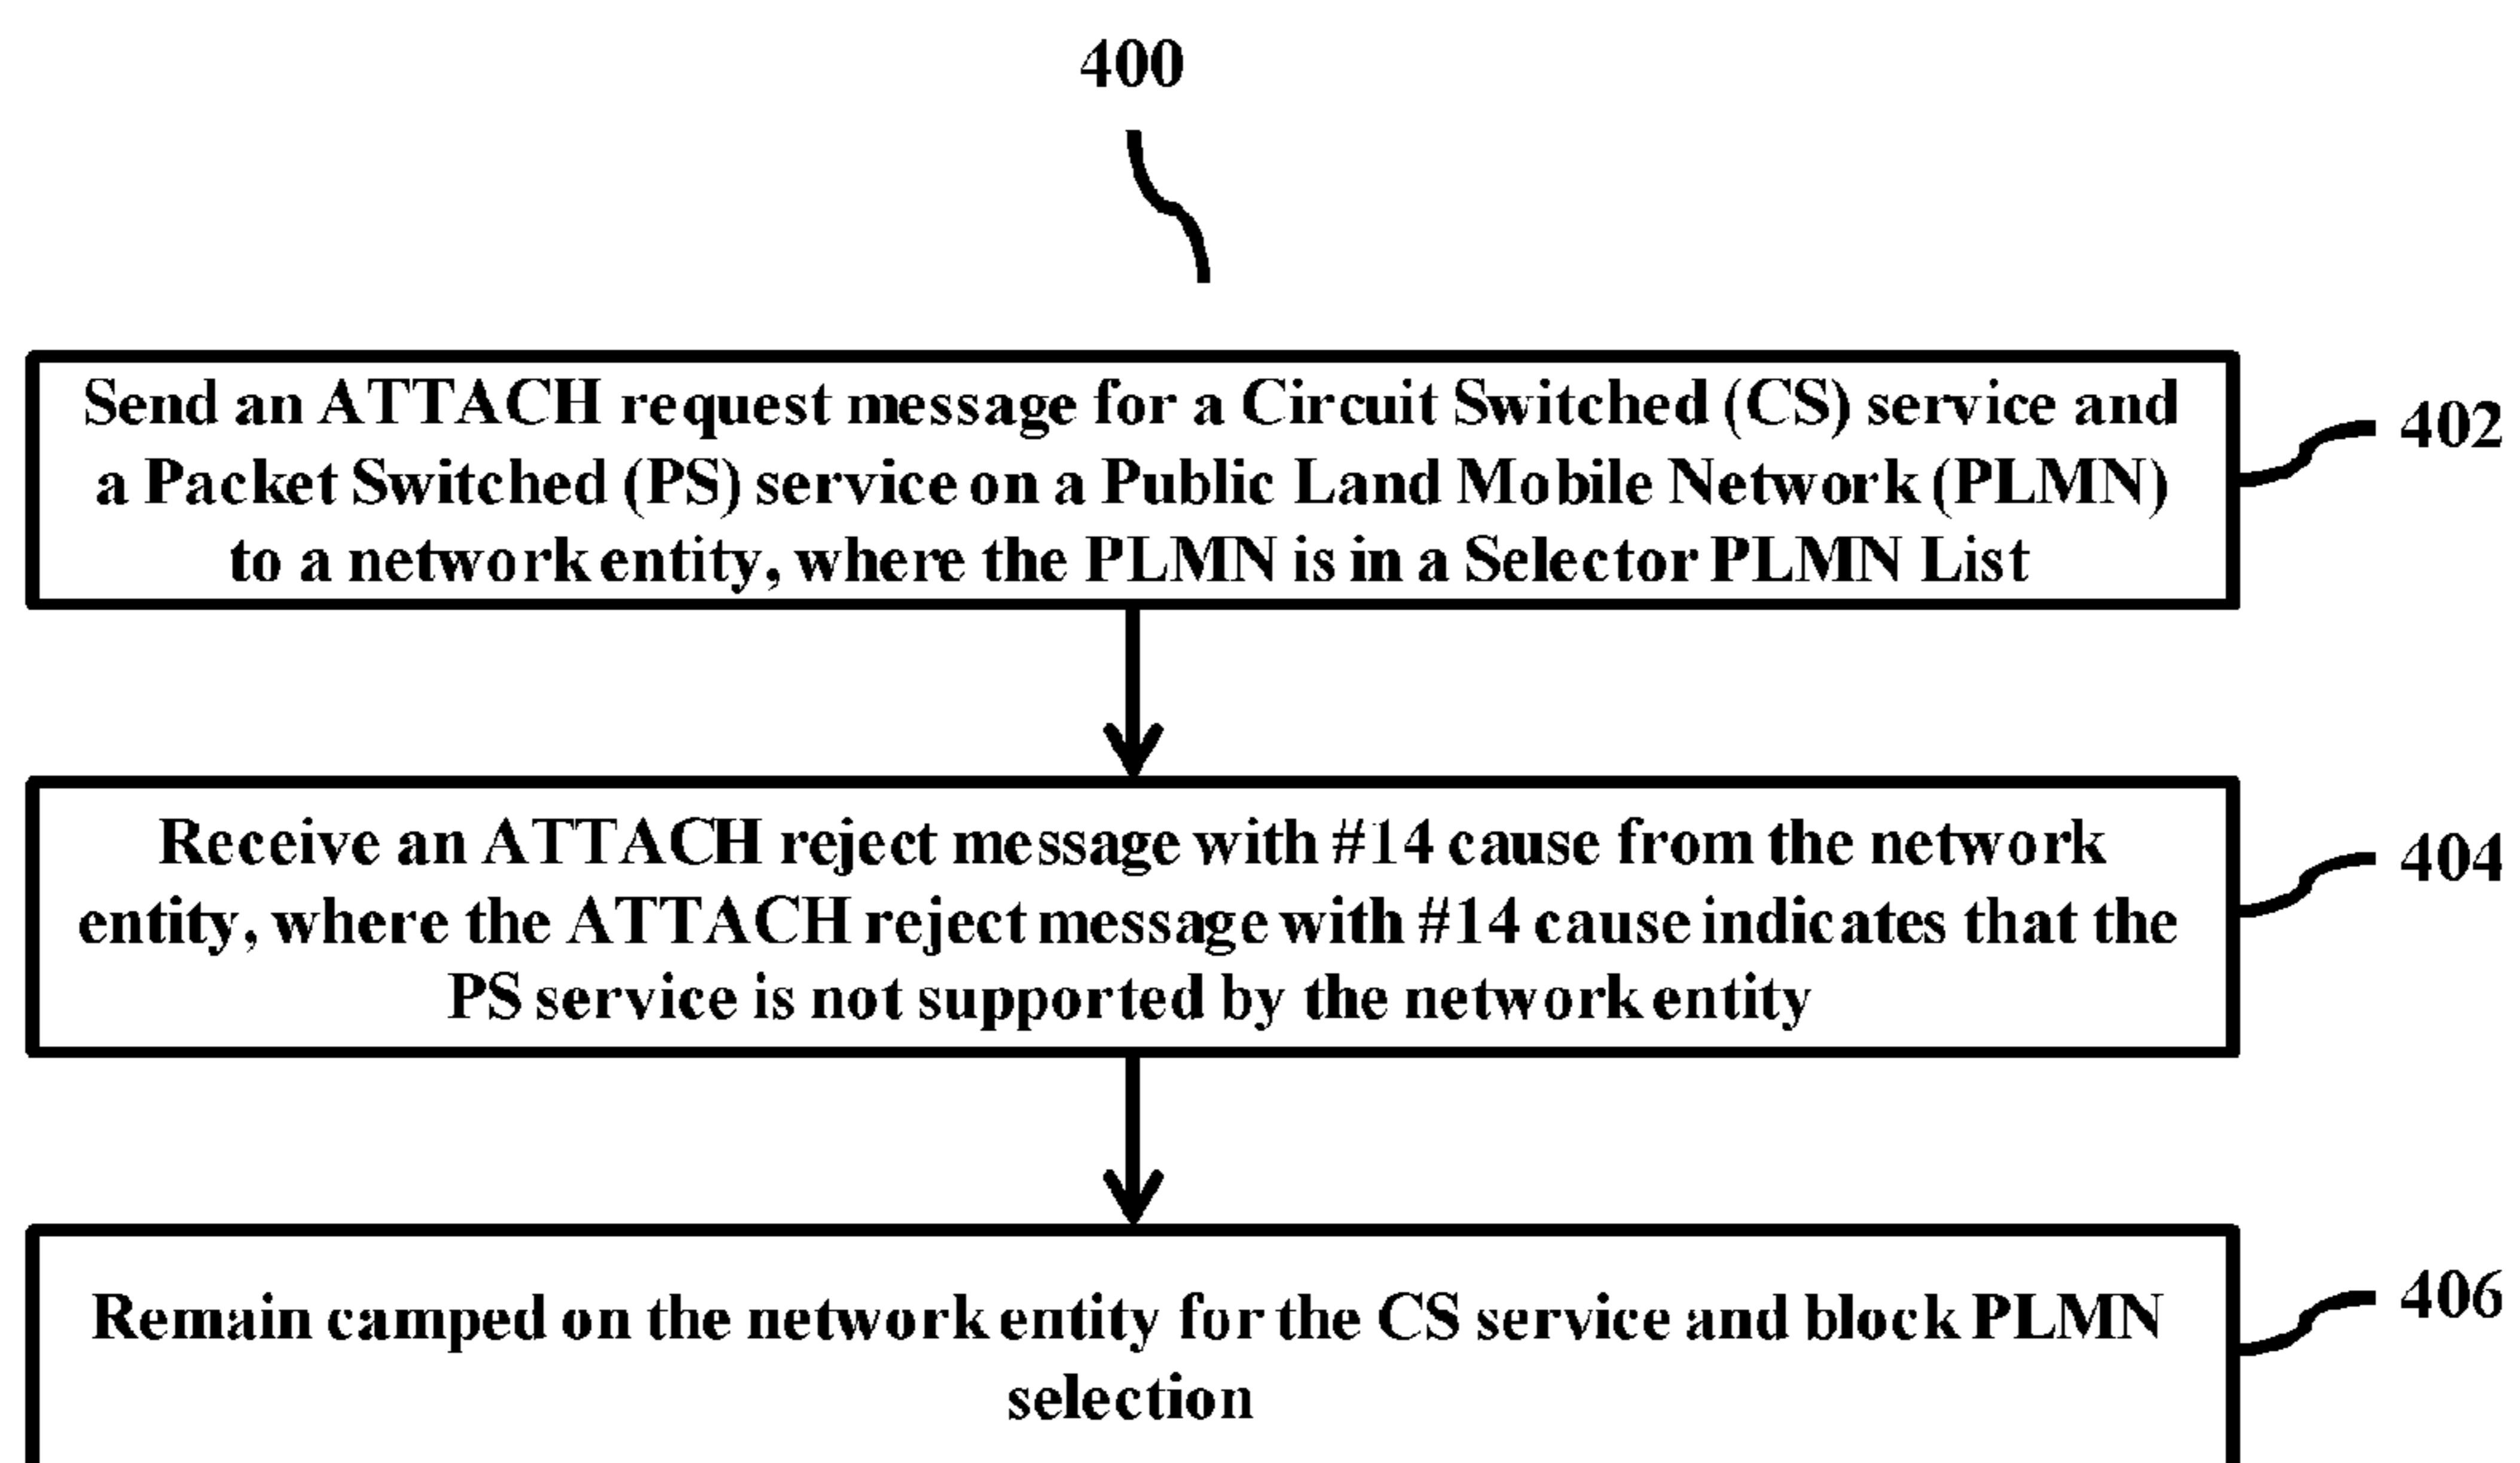 400
Send an ATTACH request message for a Circuit Switched (CS) service and
a Packet Switched (PS) service on a Public Land Mobile Network (PLMN)
to a network entity, where the PLMN is in a Selector PLMN List
402
Receive an ATTACH reject message with #14 cause from the network
entity, where the ATTACH reject message with #14 cause indicates that the
PS service is not supported by the network entity
404
Remain camped on the network entity for the CS service and block PLMN
selection
406